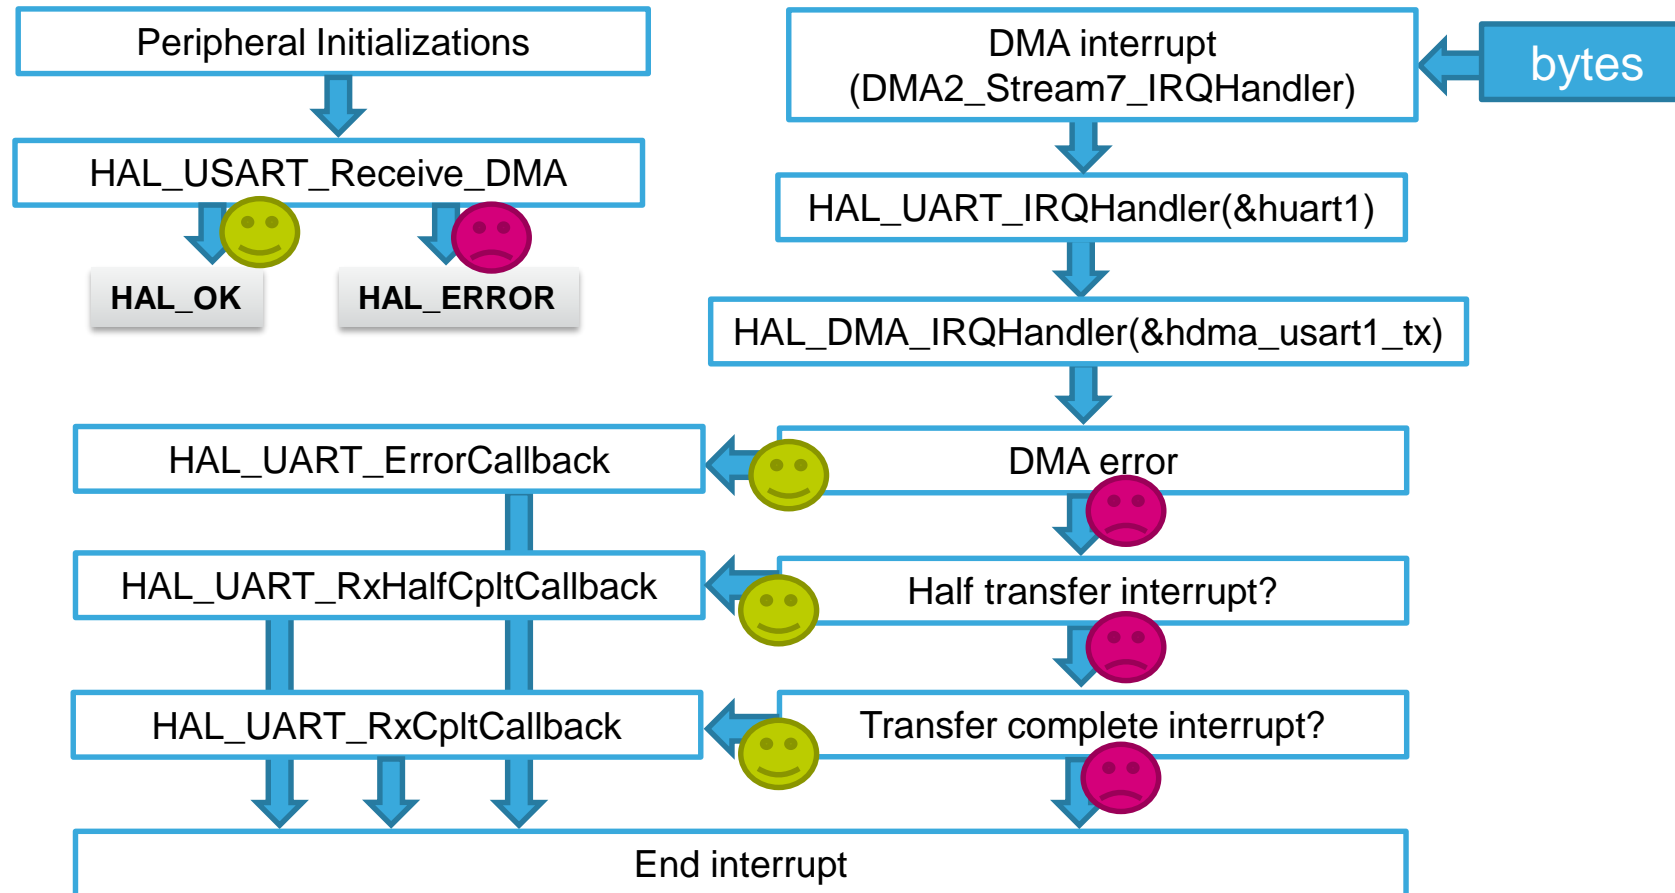 Peripheral Initializations
HAL_USART_Receive_DMA
HAL_OK
HAL_ERROR
DMA interrupt
(DMA2_Stream7_IRQHandler)
bytes
HAL_UART_IRQHandler(&huart1)
HAL_DMA_IRQHandler(&hdma_usart1_tx)
HAL_UART_ErrorCallback
DMA error
HAL_UART_RxHalfCpltCallback
Half transfer interrupt?
HAL_UART_RxCpltCallback
Transfer complete interrupt?
End interrupt